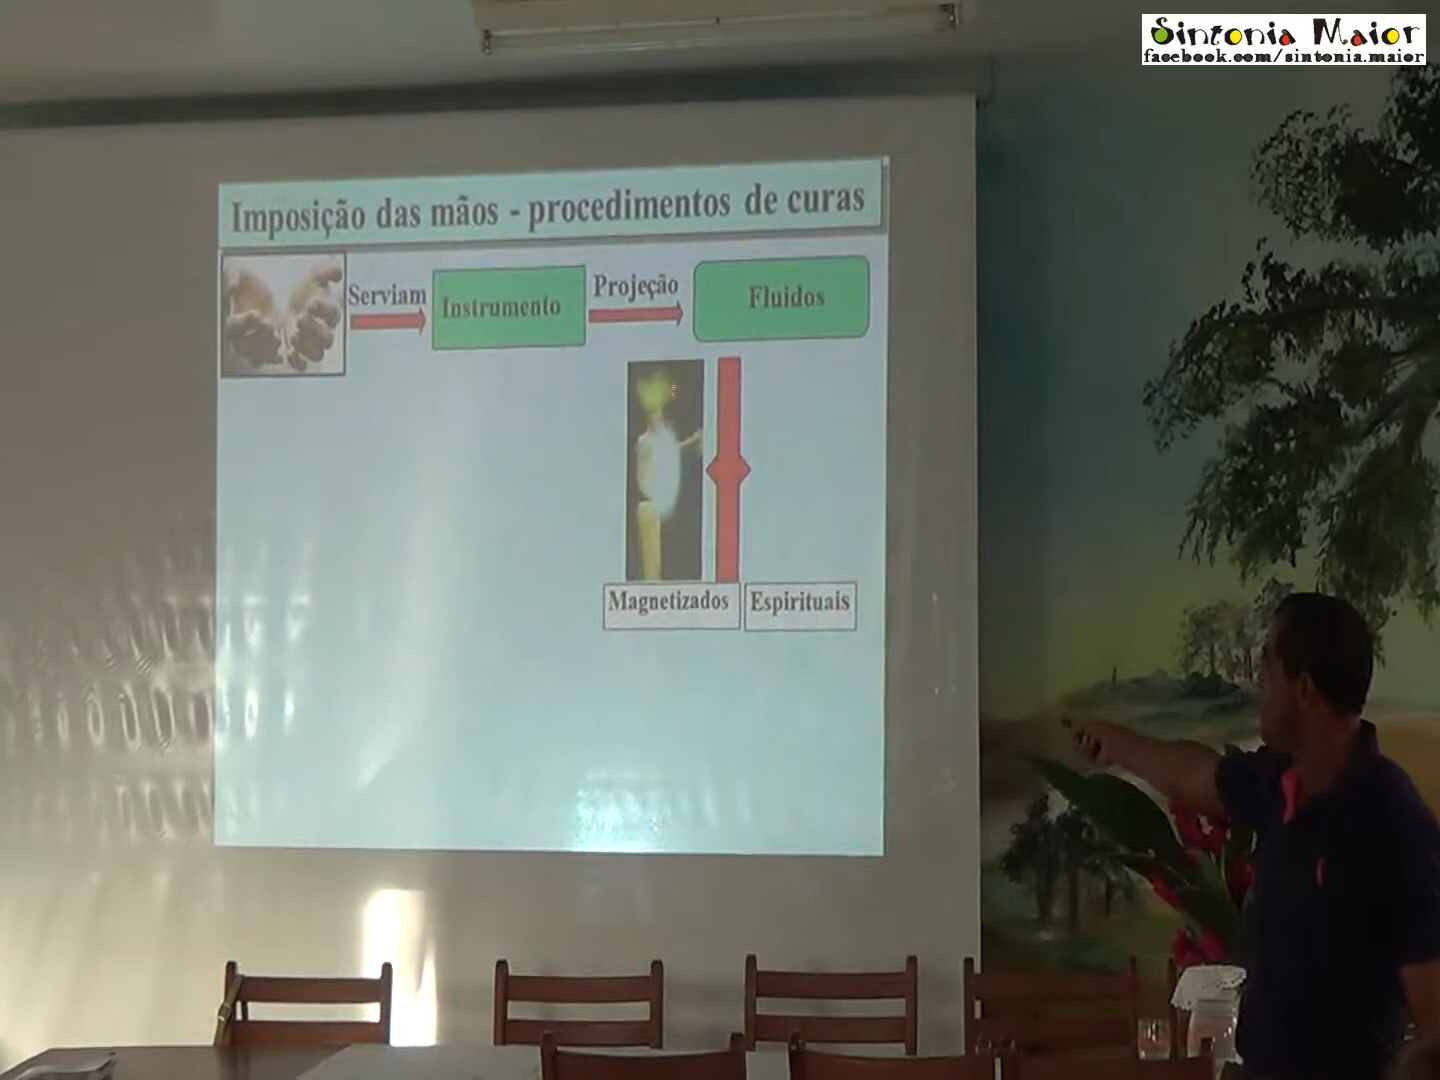 Sintonia Maior
facebook.com/sintonia.maior
Imposição das mãos - procedimentos de curas
Serviam
Instrumento
Projeção
Fluidos
Magnetizados
Espirituais